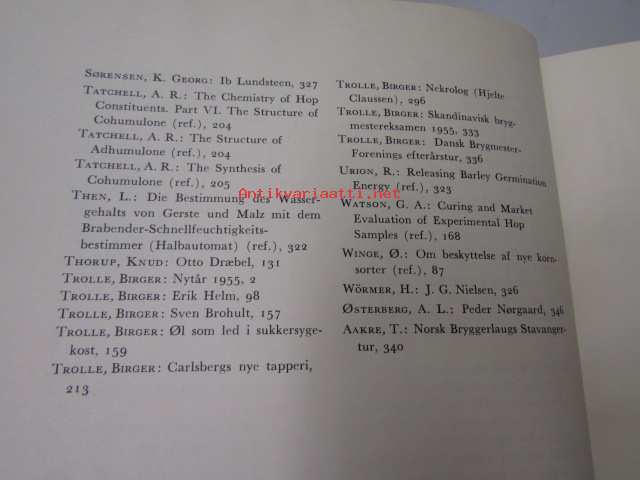 SØRENSEN, K. GEORG: Ib Lundsteen, 327
TATCHELL, A. R.: The Chemistry of Hop
Constituents. Part VI. The Structure of
Cohumulone (ref.), 204
TATCHELL, A. R.: The Structure of
Adhumulone (ref.), 204
TATCHELL, A. R.: The Synthesis of
Cohumulone (ref.), 205
THEN, L.: Die Bestimmung des Wasser-
gehalts von Gerste und Malz mit dem
Brabender-Schnellfeuchtigkeits-
bestimmer (Halbautomat) (ref.), 322
THORUP, KNUD: Otto Dræbel, 131
TROLLE, BIRGER: Nytår 1955, 2
TROLLE, BIRGER: Erik Helm, 98
TROLLE, BIRGER: Sven Brohult, 157
TROLLE, BIRGER: Øl som led i sukkersyge-
kost, 159
TROLLE, BIRGER: Carlsbergs nye tapperi,
213
TROLLE, BIRGER: Nekrolog (Hjelte
Claussen), 296
TROLLE, BIRGER: Skandinavisk bryg-
mestereksamen 1955, 333
TROLLE, BIRGER: Dansk Brygmester-
Forenings efterårstur, 336
URION, R.: Releasing Barley Germination
Energy (ref.), 323
WATSON, G. A.: Curing and Market
Evaluation of Experimental Hop
Samples (ref.), 168
WINGE, Ø.: Om beskyttelse af nye korn-
sorter (ref.), 87
WÖRMER, H.: J. G. Nielsen, 326
ØSTERBERG, A. L.: Peder Nørgaard, 346
AAKRE, T.: Norsk Bryggerlaugs Stavanger-
tur, 340
Antikvariaatti.net